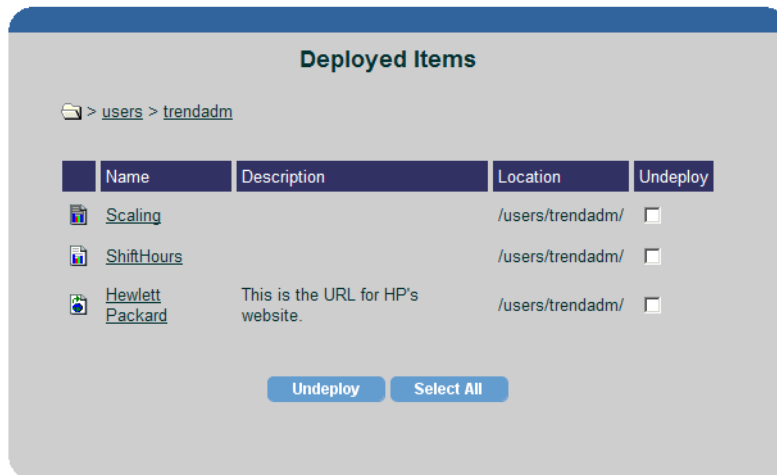 Deployed Items
> users > trendadm
Name Description Location Undeploy
Scaling /users/trendadm/
ShiftHours /users/trendadm/
Hewlett Packard This is the URL for HP's website. /users/trendadm/
Undeploy Select All